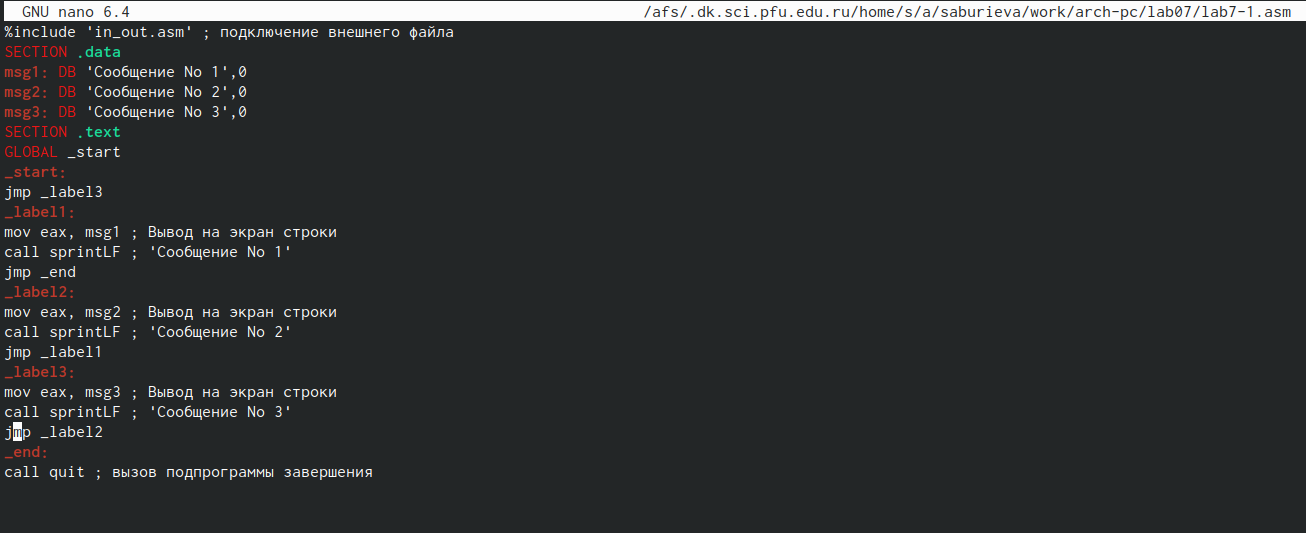 GNU nano 6.4 /afs/.dk.sci.pfu.edu.ru/home/s/a/saburieva/work/arch-pc/lab07/lab7-1.asm
%include 'in_out.asm' ; подключение внешнего файла
SECTION .data
msg1: DB 'Сообщение No 1',0
msg2: DB 'Сообщение No 2',0
msg3: DB 'Сообщение No 3',0
SECTION .text
GLOBAL _start
_start:
jmp _label3
_label1:
mov eax, msg1 ; Вывод на экран строки
call sprintLF ; 'Сообщение No 1'
jmp _end
_label2:
mov eax, msg2 ; Вывод на экран строки
call sprintLF ; 'Сообщение No 2'
jmp _label1
_label3:
mov eax, msg3 ; Вывод на экран строки
call sprintLF ; 'Сообщение No 3'
jmp _label2
_end:
call quit ; вызов подпрограммы завершения